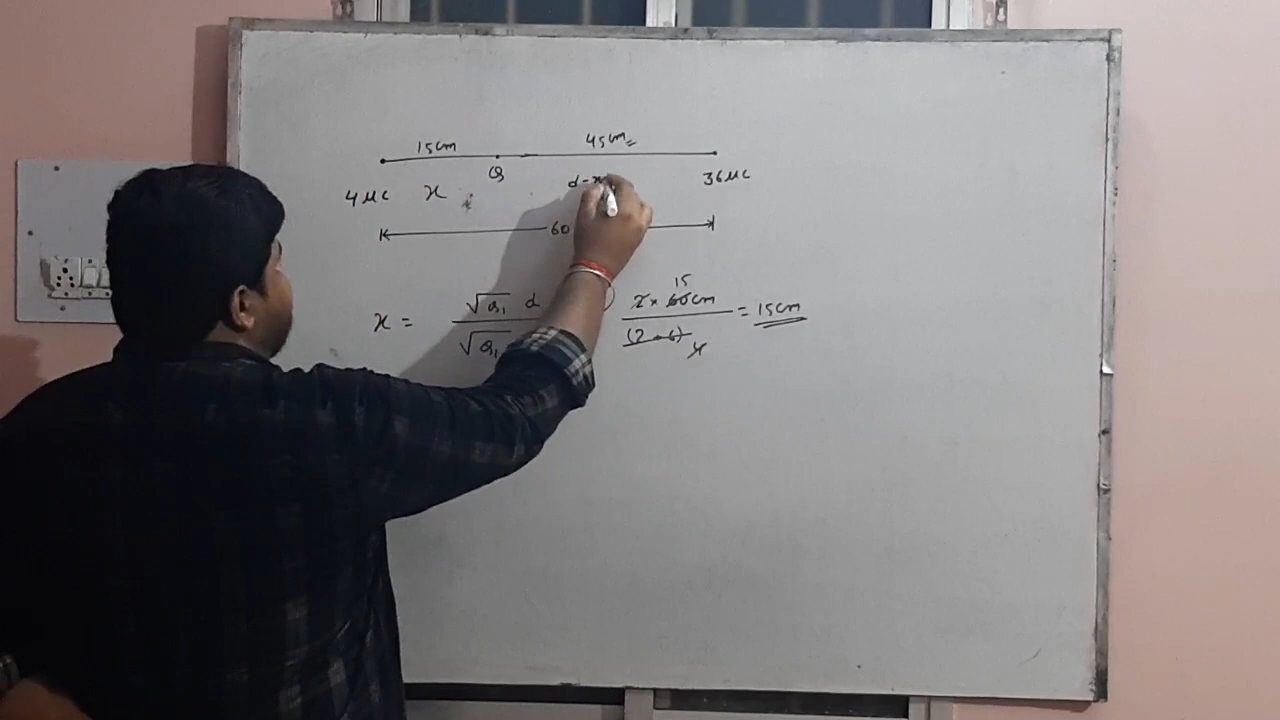 15cm 45cm
4μc x Q d-x 36μc
60
x = √Q₁ d 2 × 60cm 15 = 15cm
√Q₁ (2+6) 4